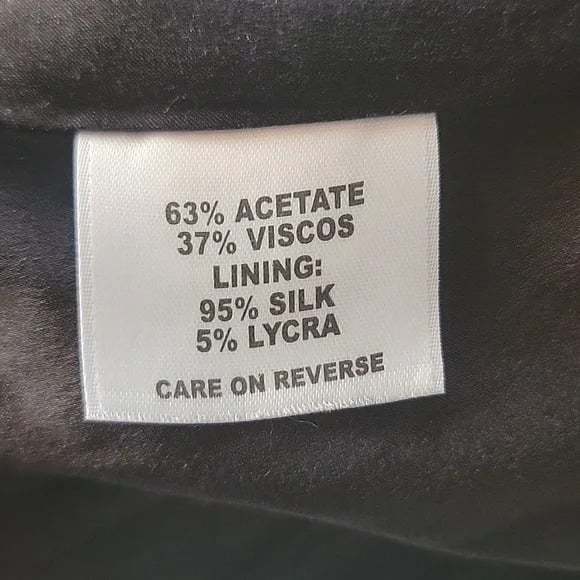 63% ACETATE
37% VISCOS
LINING:
95% SILK
5% LYCRA
CARE ON REVERSE